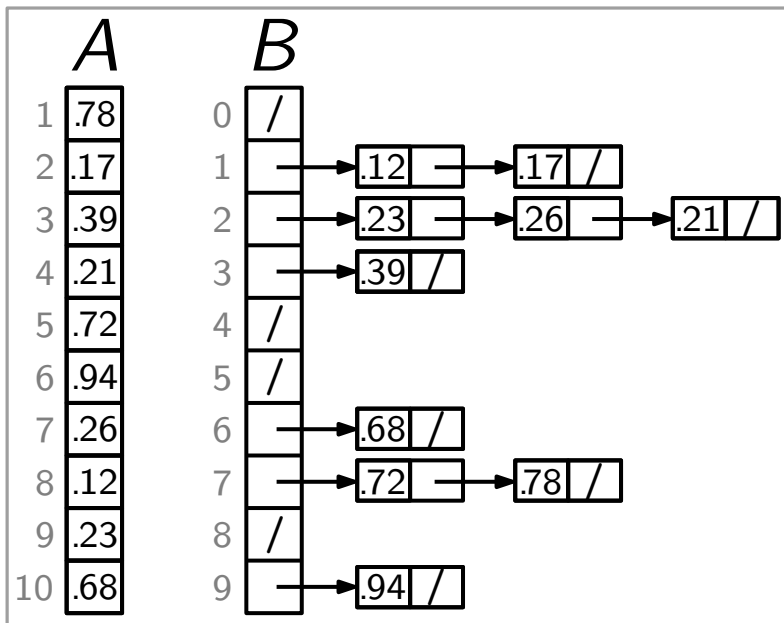 A B
1 .78 0 /
2 .17 1 .12 .17 /
3 .39 2 .23 .26 .21 /
4 .21 3 .39 /
5 .72 4 /
6 .94 5 /
7 .26 6 .68 /
8 .12 7 .72 .78 /
9 .23 8 /
10 .68 9 .94 /